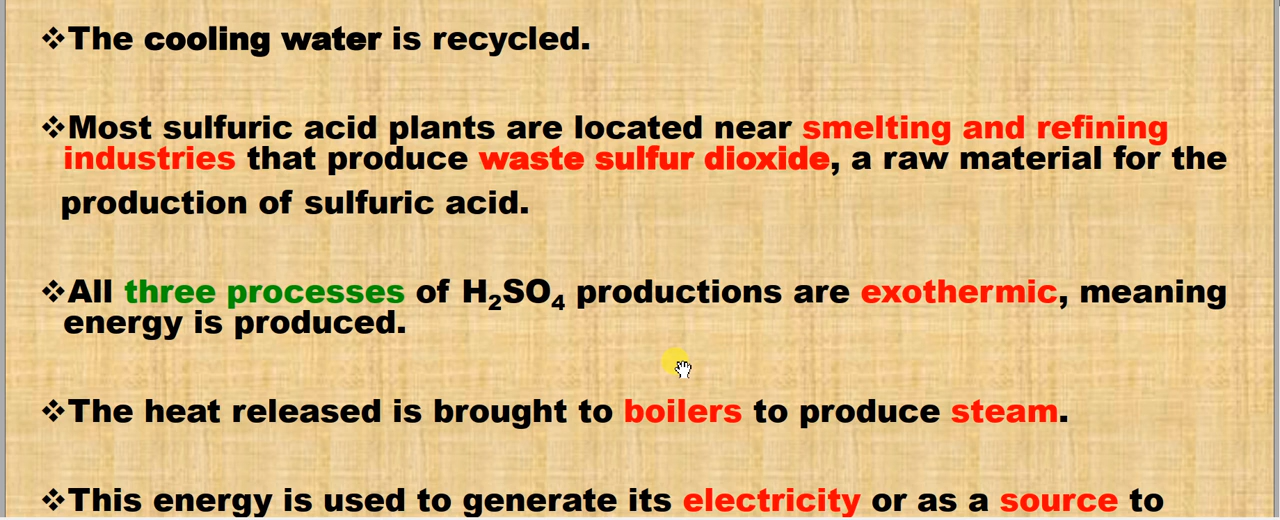 ❖The cooling water is recycled.
❖Most sulfuric acid plants are located near smelting and refining
industries that produce waste sulfur dioxide, a raw material for the
production of sulfuric acid.
❖All three processes of H₂SO₄ productions are exothermic, meaning
energy is produced.
❖The heat released is brought to boilers to produce steam.
❖This energy is used to generate its electricity or as a source to